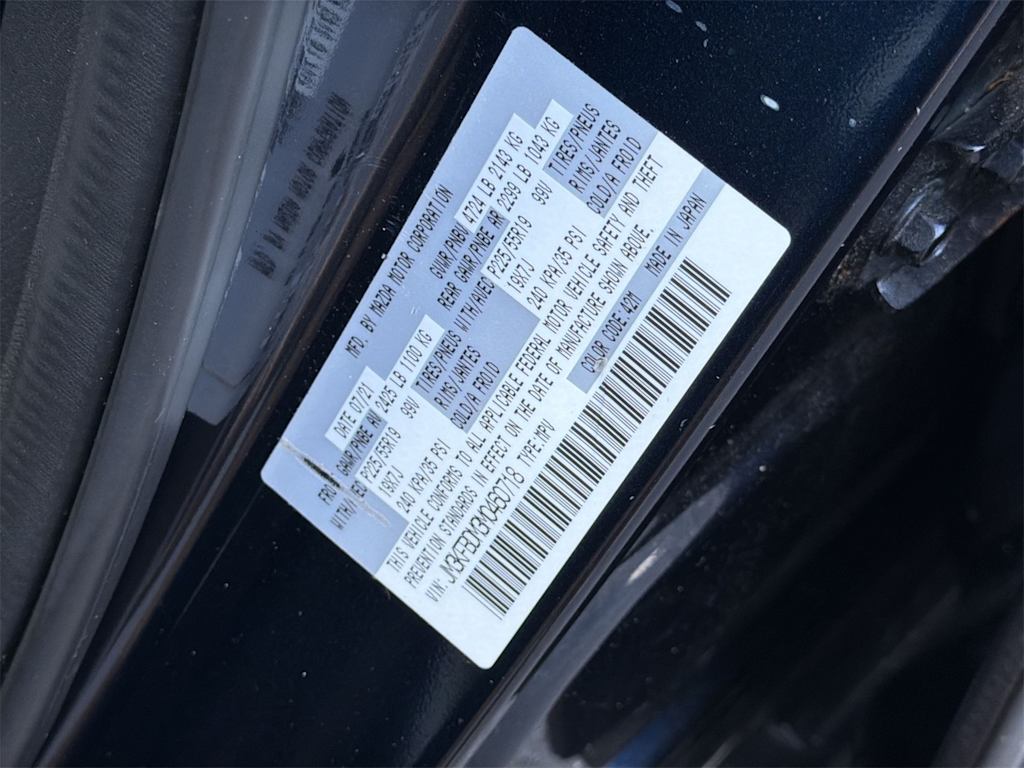 MFD. BY MAZDA MOTOR CORPORATION
DATE 07/21 GVWR/PNBV 4724 LB 2143 KG
GAWR/PNBE AV 2425 LB 1100 KG REAR GAWR/PNBE AR 2299 LB 1043 KG
P225/55R19 99V TIRES/PNEUS WITH/AVEC P225/55R19 99V TIRES/PNEUS
19X7J RIMS/JANTES 19X7J RIMS/JANTES
240 KPA/35 PSI COLD/A FROID 240 KPA/35 PSI COLD/A FROID
THIS VEHICLE CONFORMS TO ALL APPLICABLE FEDERAL MOTOR VEHICLE SAFETY AND THEFT
PREVENTION STANDARDS IN EFFECT ON THE DATE OF MANUFACTURE SHOWN ABOVE.
VIN: TYPE:MPV COLOR CODE: 42M MADE IN JAPAN